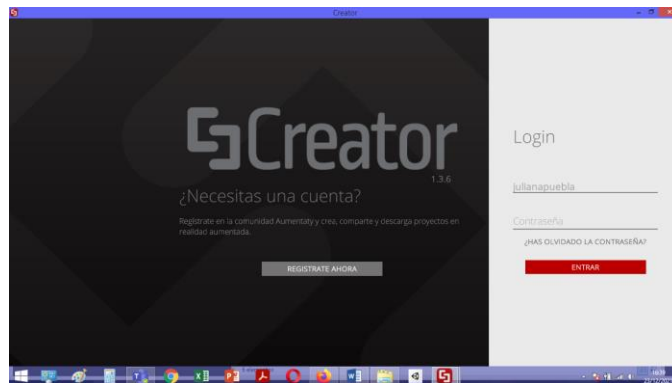 Creator
Creator
1.3.6
¿Necesitas una cuenta?
Regístrate en la comunidad Aumentaty y crea, comparte y descarga proyectos en
realidad aumentada.
REGISTRATE AHORA
Login
julianapuebla
Contraseña
¿HAS OLVIDADO LA CONTRASEÑA?
ENTRAR